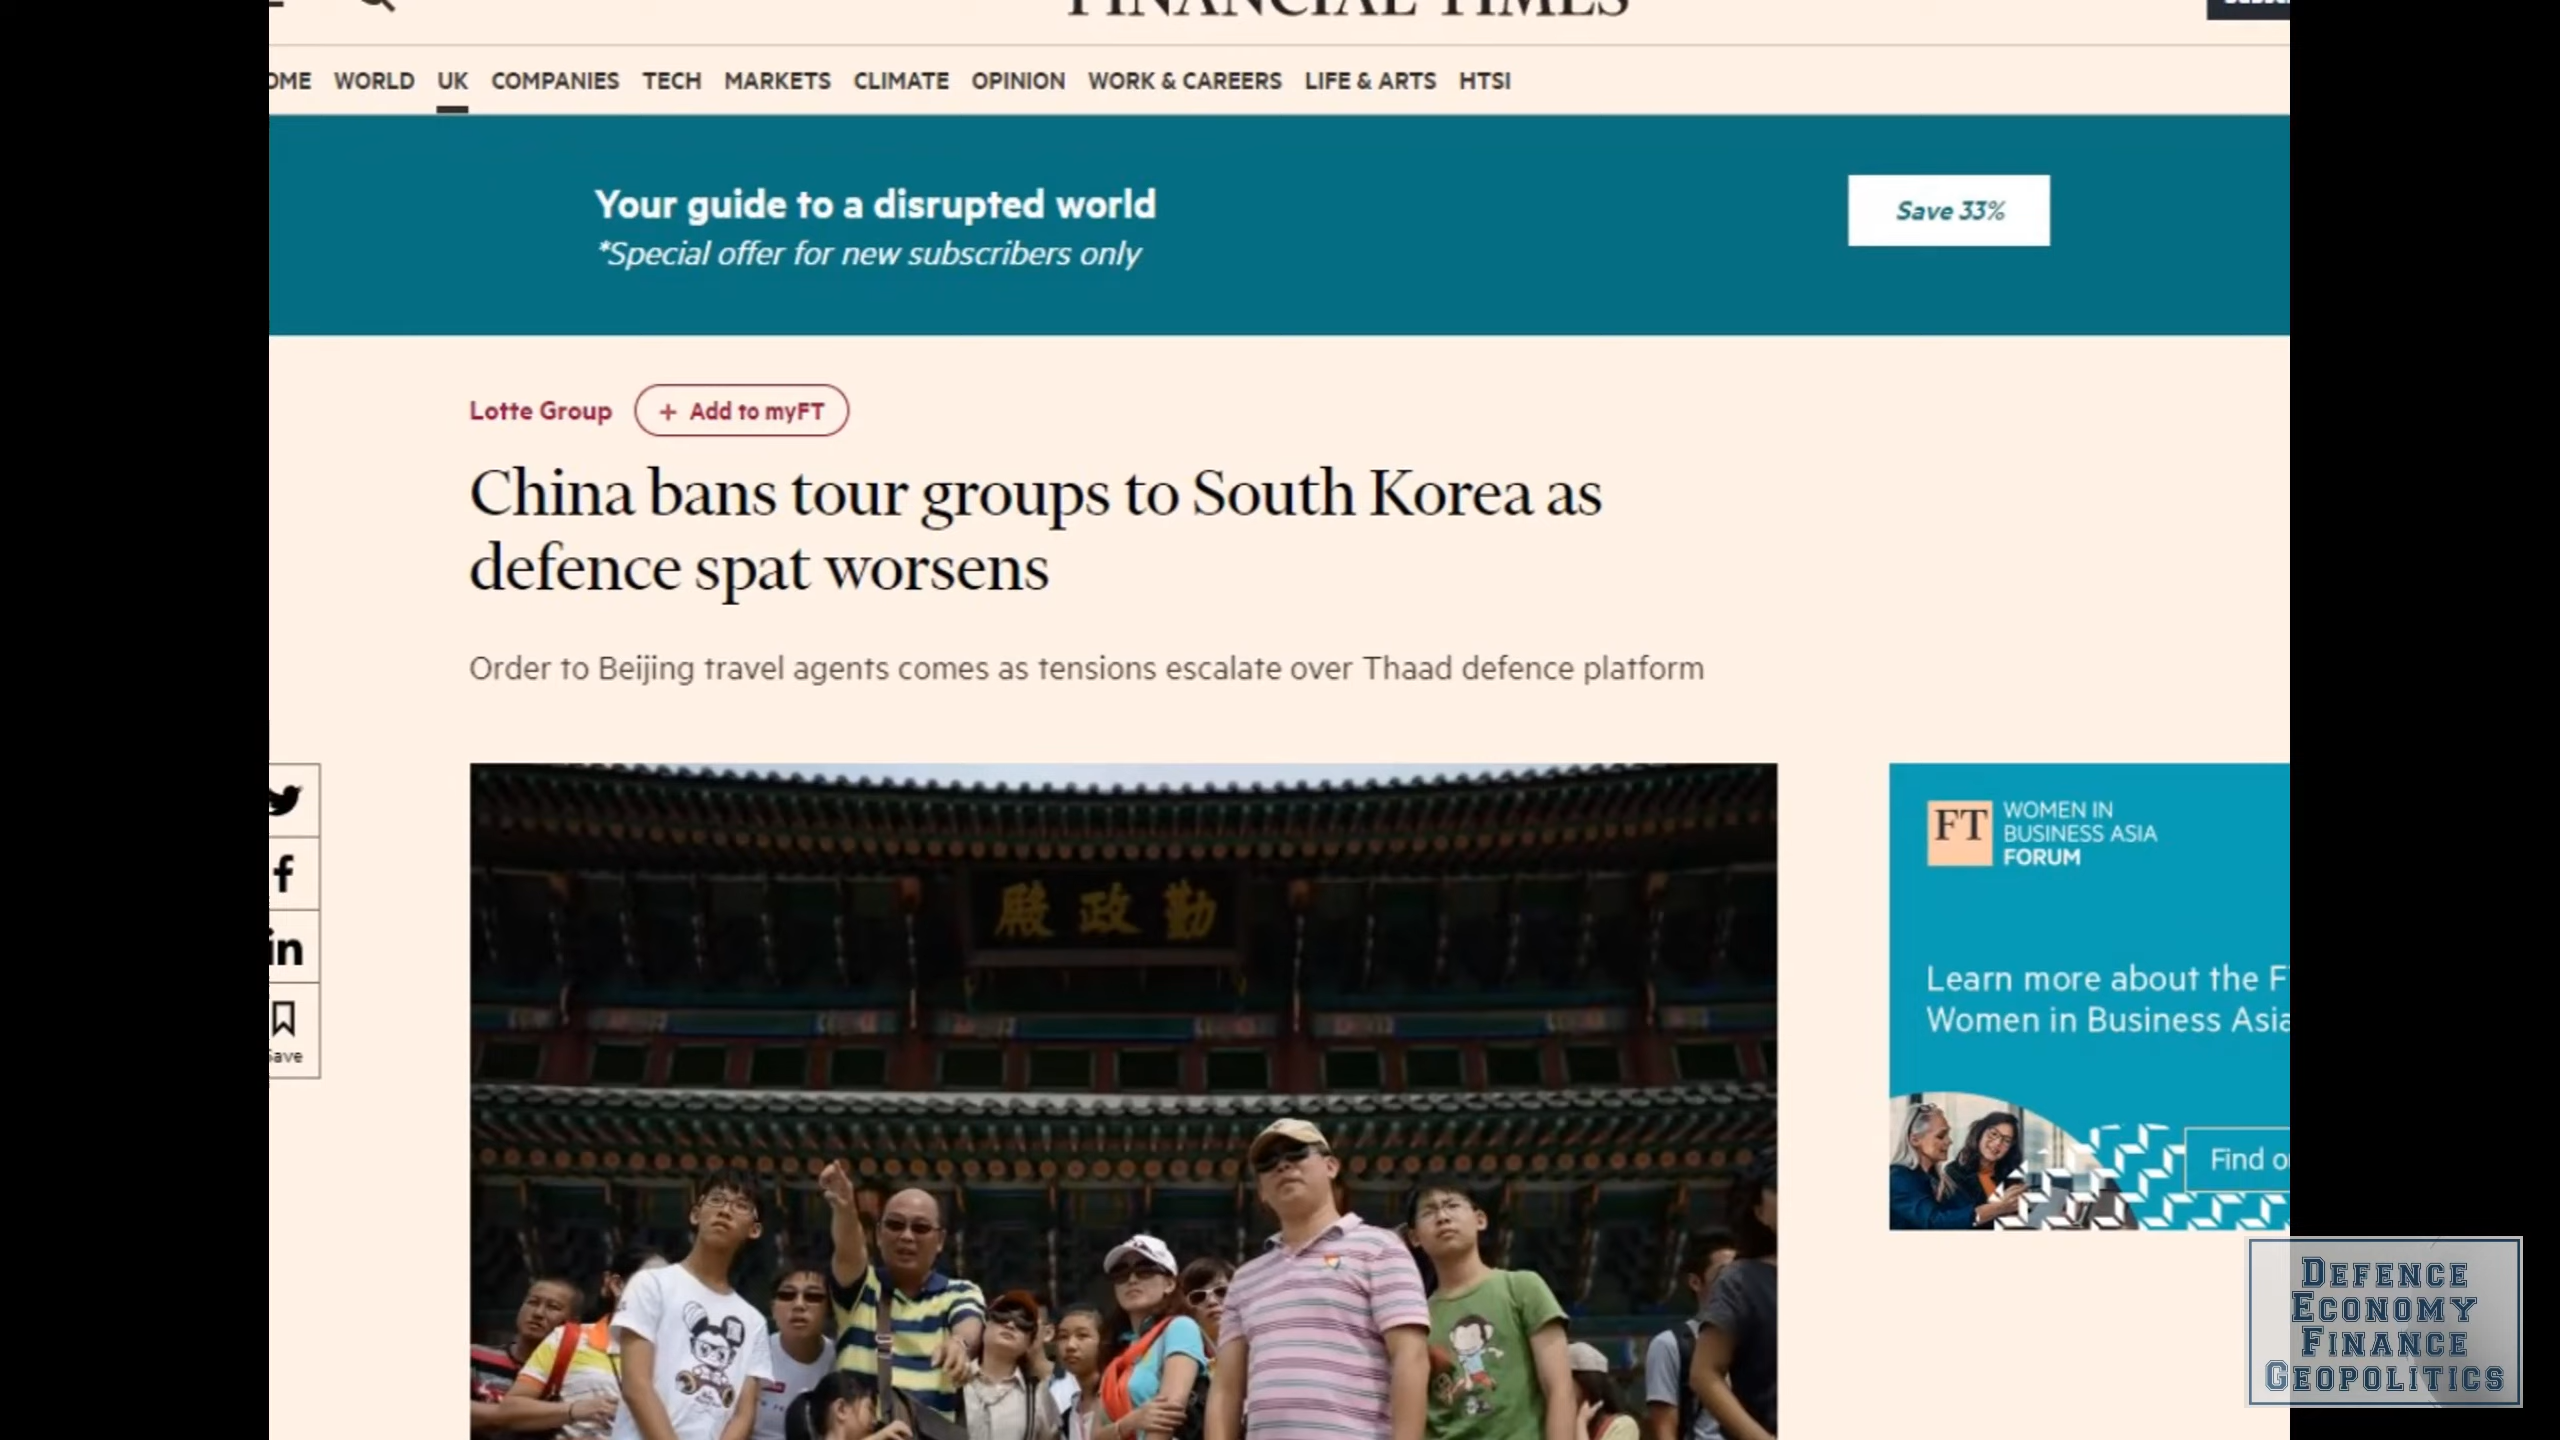 FINANCIAL TIMES
WORLD UK COMPANIES TECH MARKETS CLIMATE OPINION WORK & CAREERS LIFE & ARTS HTSI
Your guide to a disrupted world
*Special offer for new subscribers only
Save 33%
Lotte Group + Add to myFT
China bans tour groups to South Korea as
defence spat worsens
Order to Beijing travel agents comes as tensions escalate over Thaad defence platform
f
in
Save
殿政勤
FT
WOMEN IN
BUSINESS ASIA
FORUM
Learn more about the F
Women in Business Asia
Find o
DEFENCE
ECONOMY
FINANCE
GEOPOLITICS